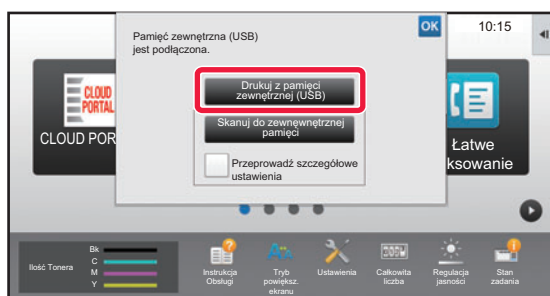 Pamięć zewnętrzna (USB)
jest podłączona.
OK
10:15
Drukuj z pamięci
zewnętrznej (USB)
Skanuj do zewnęwnętrznej
pamięci
Przeprowadź szczegółowe
ustawienia
CLOUD
PORTAL
CLOUD POR
Łatwe
ksowanie
Ilość Tonera
Bk
C
M
Y
Instrukcja
Obsługi
Tryb
powiększ.
ekranu
Ustawienia
Całkowita
liczba
Regulacja
jasności
Stan
zadania